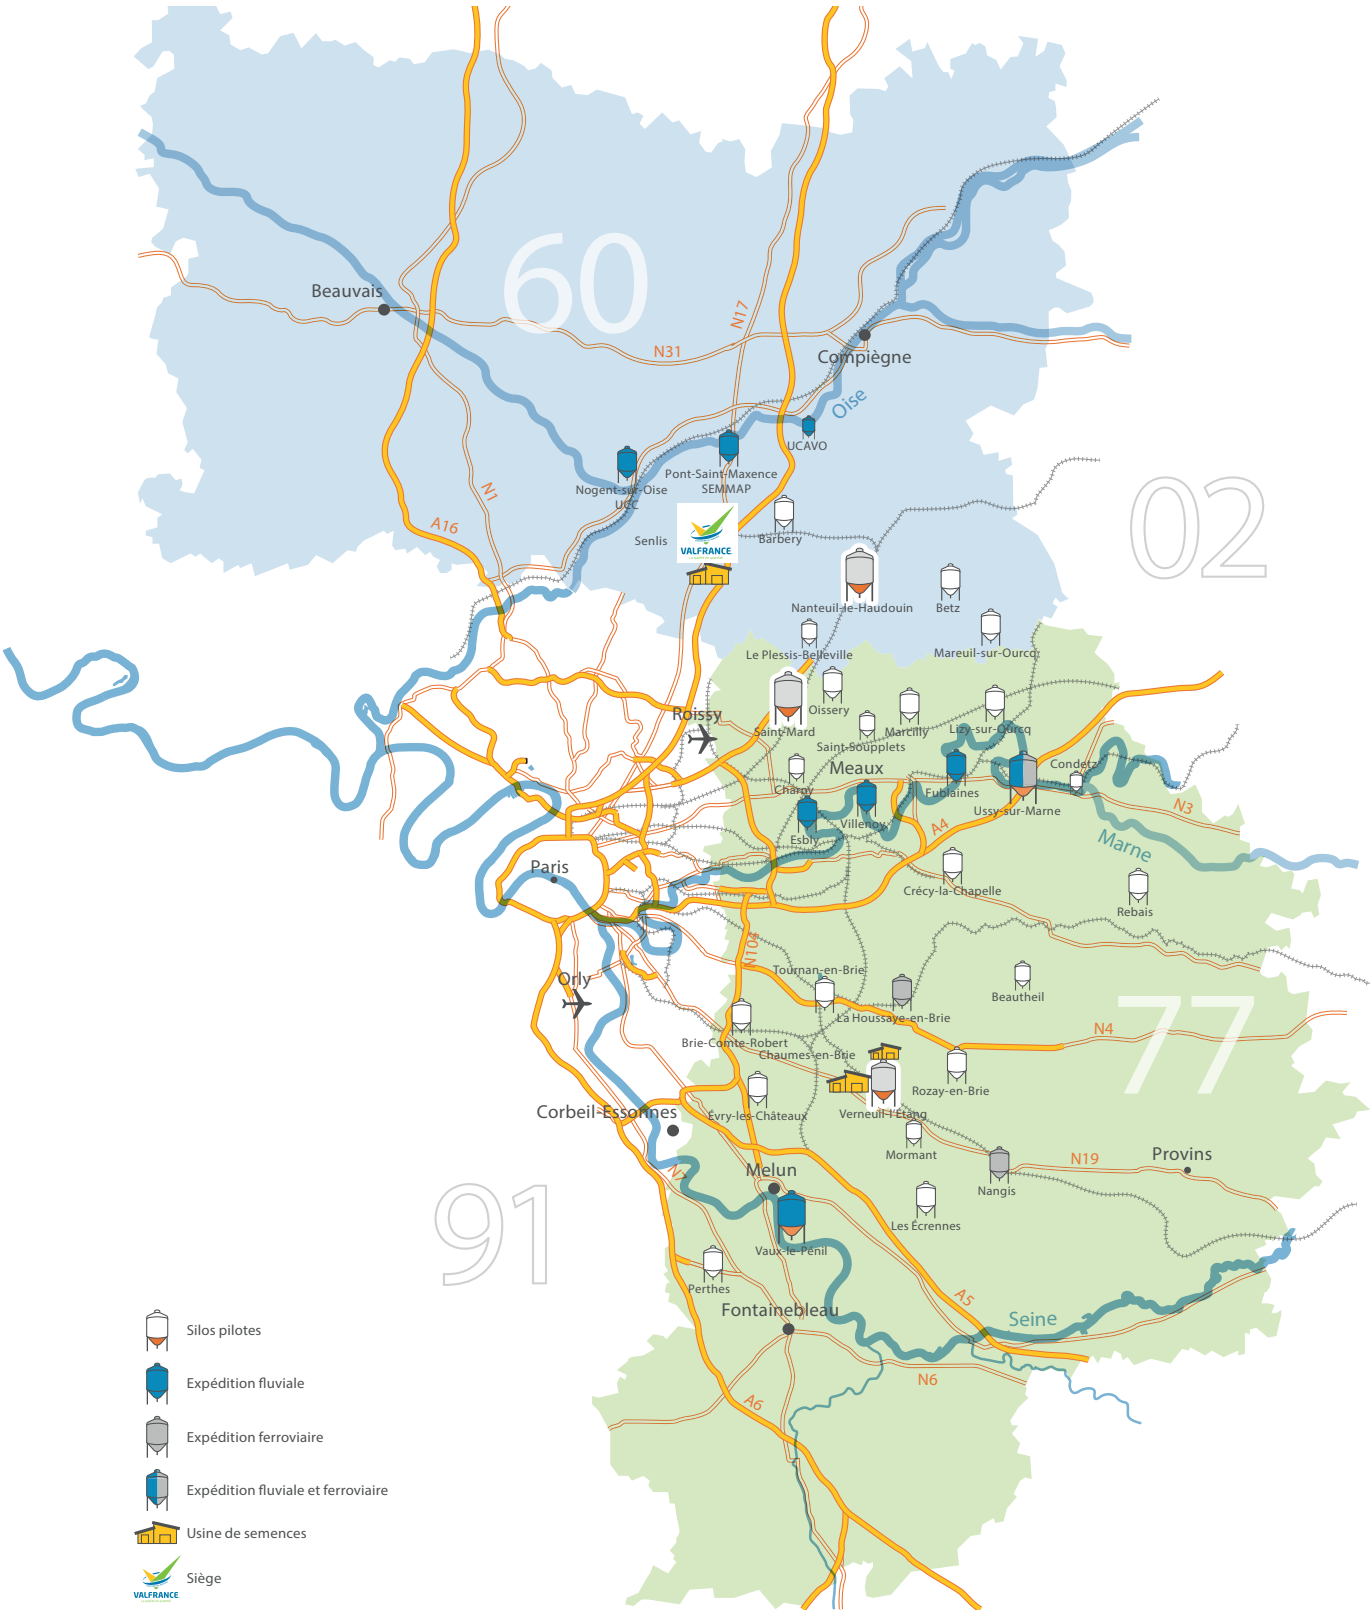 60
Beauvais
N17
N31
Compiègne
Oise
UCAVO
Pont-Saint-Maxence
SEMMAP
Nogent-sur-Oise
UCC
N1
A16
02
Senlis
VALFRANCE
Barbery
Nanteuil-le-Haudouin
Betz
Le Plessis-Belleville
Mareuil-sur-Ourcq
Roissy
Saint-Mard
Oissery
Marcilly
Lizy-sur-Ourcq
Saint-Soupplets
Meaux
Condetz
Charny
Fublaines
Ussy-sur-Marne
N3
Villenoy
Esbly
A4
Marne
Paris
Crécy-la-Chapelle
Rebais
N104
Tournan-en-Brie
Orly
Beautheil
La Houssaye-en-Brie
77
N4
Brie-Comte-Robert
Chaumes-en-Brie
Rozay-en-Brie
Corbeil-Essonnes
Évry-les-Châteaux
Verneuil-l'Étang
Mormant
Provins
N19
N7
Melun
Nangis
91
Les Écrennes
Vaux-le-Pénil
Perthes
A5
Fontainebleau
Seine
N6
A6
Silos pilotes
Expédition fluviale
Expédition ferroviaire
Expédition fluviale et ferroviaire
Usine de semences
Siège
VALFRANCE